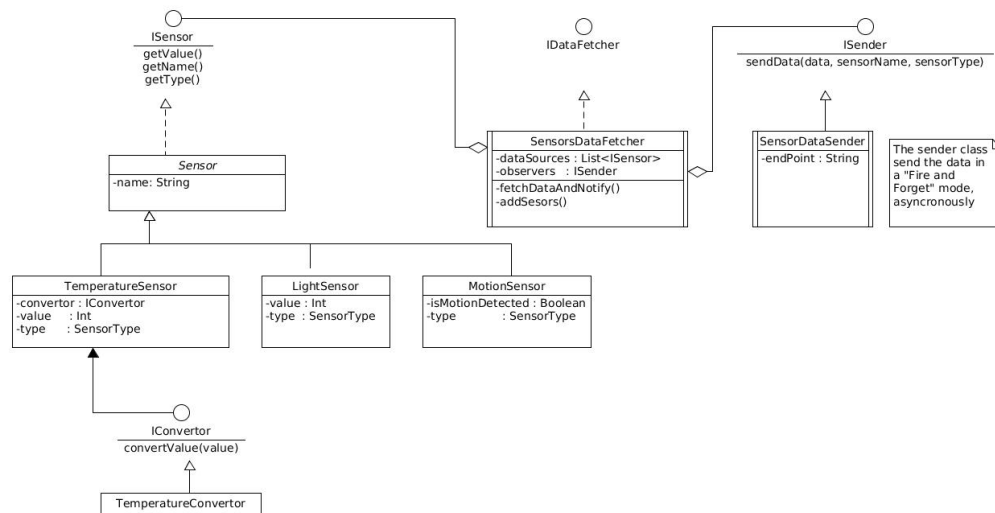 ISensor
getValue()
getName()
getType()
IDataFetcher
ISender
sendData(data, sensorName, sensorType)
Sensor
-name: String
SensorsDataFetcher
-dataSources : List<ISensor>
-observers : ISender
-fetchDataAndNotify()
-addSesors()
SensorDataSender
-endPoint : String
The sender class
send the data in
a "Fire and
Forget" mode,
asyncronously
TemperatureSensor
-convertor : IConvertor
-value : Int
-type : SensorType
LightSensor
-value : Int
-type : SensorType
MotionSensor
-isMotionDetected : Boolean
-type : SensorType
IConvertor
convertValue(value)
TemperatureConvertor